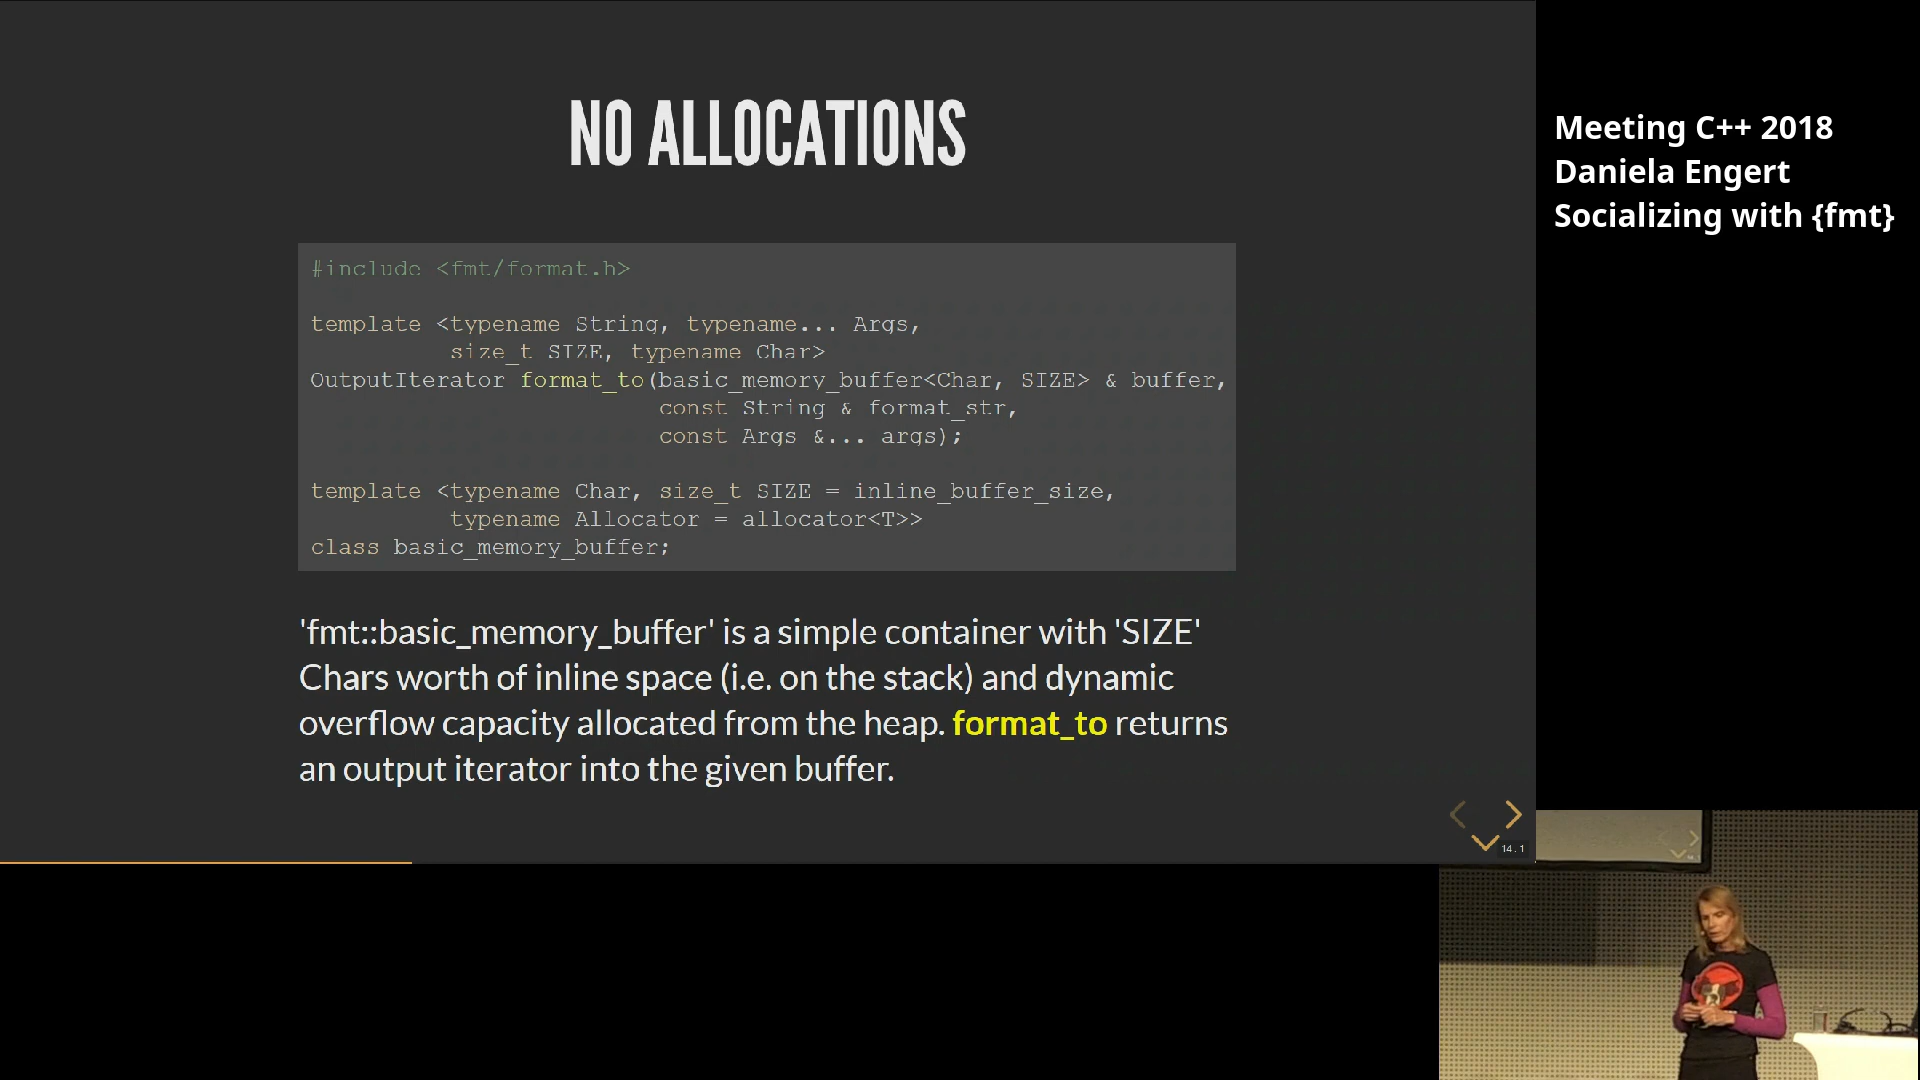 NO ALLOCATIONS
#include <fmt/format.h>
template <typename String, typename... Args,
size_t SIZE, typename Char>
OutputIterator format_to(basic_memory_buffer<Char, SIZE> & buffer,
const String & format_str,
const Args &... args);
template <typename Char, size_t SIZE = inline_buffer_size,
typename Allocator = allocator<T>>
class basic_memory_buffer;
'fmt::basic_memory_buffer' is a simple container with 'SIZE'
Chars worth of inline space (i.e. on the stack) and dynamic
overflow capacity allocated from the heap. format_to returns
an output iterator into the given buffer.
14.1
Meeting C++ 2018
Daniela Engert
Socializing with {fmt}